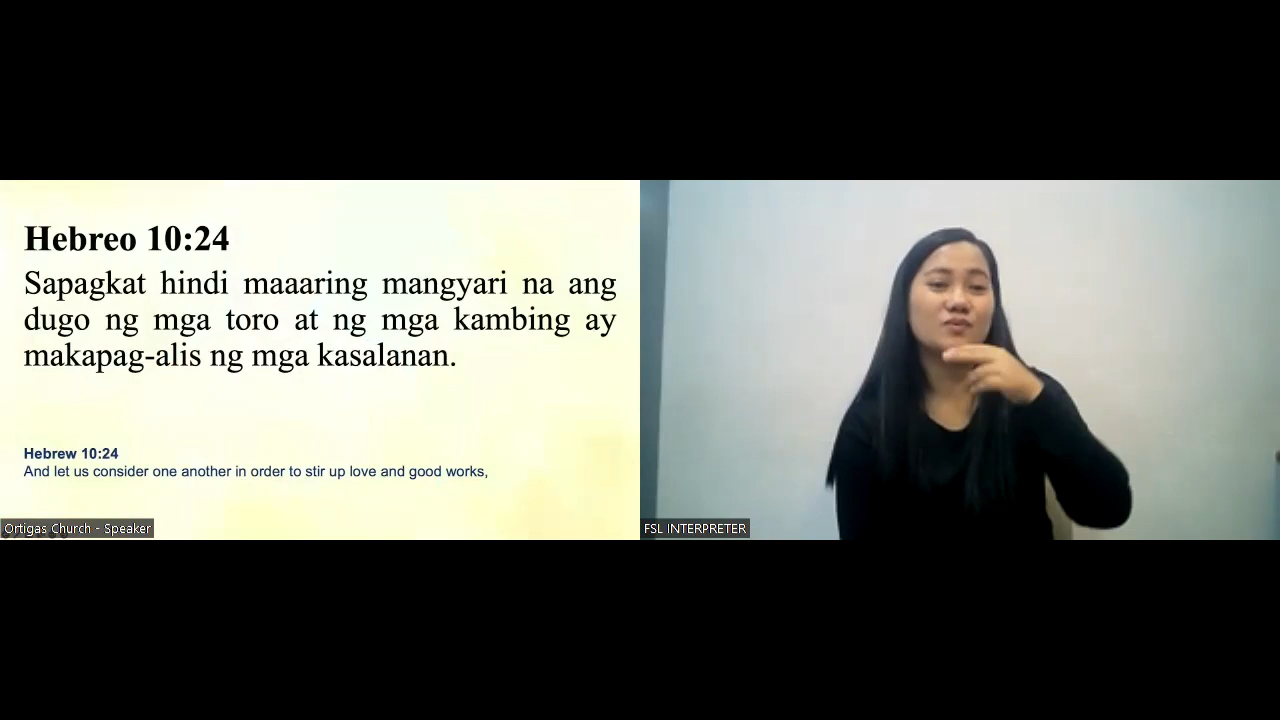 Hebreo 10:24
Sapagkat hindi maaaring mangyari na ang
dugo ng mga toro at ng mga kambing ay
makapag-alis ng mga kasalanan.
Hebrew 10:24
And let us consider one another in order to stir up love and good works,
Ortigas Church - Speaker
FSL INTERPRETER